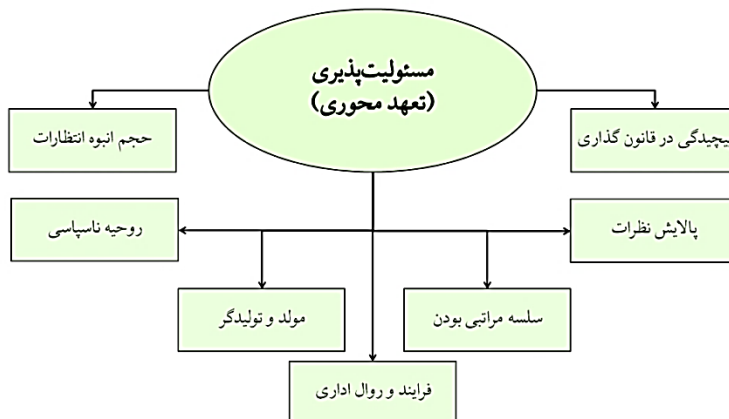 مسئولیت‌پذیری
(تعهد محوری)
پیچیدگی در قانون گذاری
حجم انبوه انتظارات
پالایش نظرات
روحیه ناسپاسی
سلسه مراتبی بودن
مولد و تولیدگر
فرایند و روال اداری